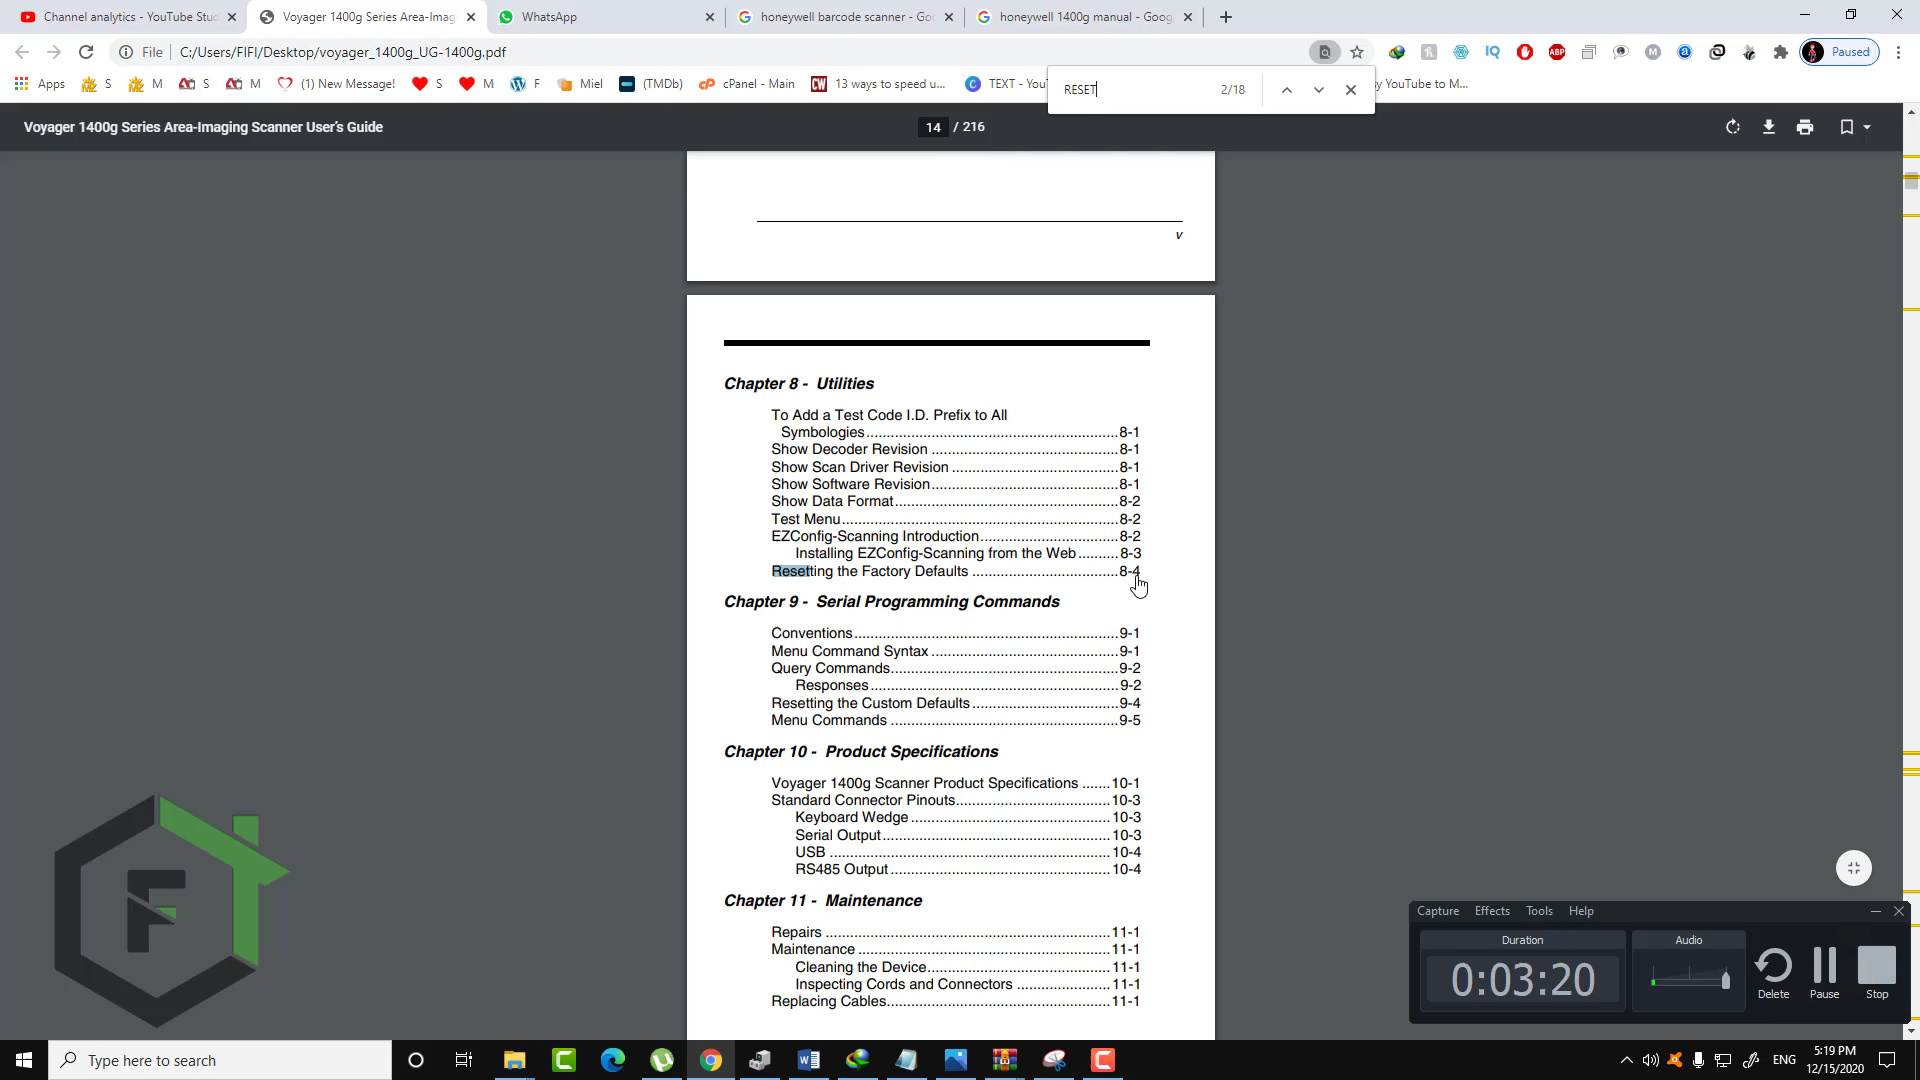 Channel analytics - YouTube Stu
Voyager 1400g Series Area-Imag
WhatsApp
honeywell barcode scanner - Goo
honeywell 1400g manual - Goog
File
C:/Users/FIFI/Desktop/voyager_1400g_UG-1400g.pdf
Paused
Apps
S
M
S
M
(1) New Message!
S
M
F
Miel
(TMDb)
cPanel - Main
13 ways to speed u...
TEXT - You
y YouTube to M...
RESET
2/18
Voyager 1400g Series Area-Imaging Scanner User's Guide
14 / 216
v
Chapter 8 - Utilities
To Add a Test Code I.D. Prefix to All
Symbologies..............................................................8-1
Show Decoder Revision ..............................................8-1
Show Scan Driver Revision .........................................8-1
Show Software Revision..............................................8-1
Show Data Format.......................................................8-2
Test Menu....................................................................8-2
EZConfig-Scanning Introduction..................................8-2
Installing EZConfig-Scanning from the Web..........8-3
Resetting the Factory Defaults ....................................8-4
Chapter 9 - Serial Programming Commands
Conventions.................................................................9-1
Menu Command Syntax ..............................................9-1
Query Commands........................................................9-2
Responses.............................................................9-2
Resetting the Custom Defaults....................................9-4
Menu Commands ........................................................9-5
Chapter 10 - Product Specifications
Voyager 1400g Scanner Product Specifications .......10-1
Standard Connector Pinouts......................................10-3
Keyboard Wedge .................................................10-3
Serial Output........................................................10-3
USB .....................................................................10-4
RS485 Output......................................................10-4
Chapter 11 - Maintenance
Repairs ......................................................................11-1
Maintenance ..............................................................11-1
Cleaning the Device.............................................11-1
Inspecting Cords and Connectors .......................11-1
Replacing Cables.......................................................11-1
F
Capture
Effects
Tools
Help
Duration
Audio
0:03:20
Delete
Pause
Stop
Type here to search
ENG
5:19 PM
12/15/2020